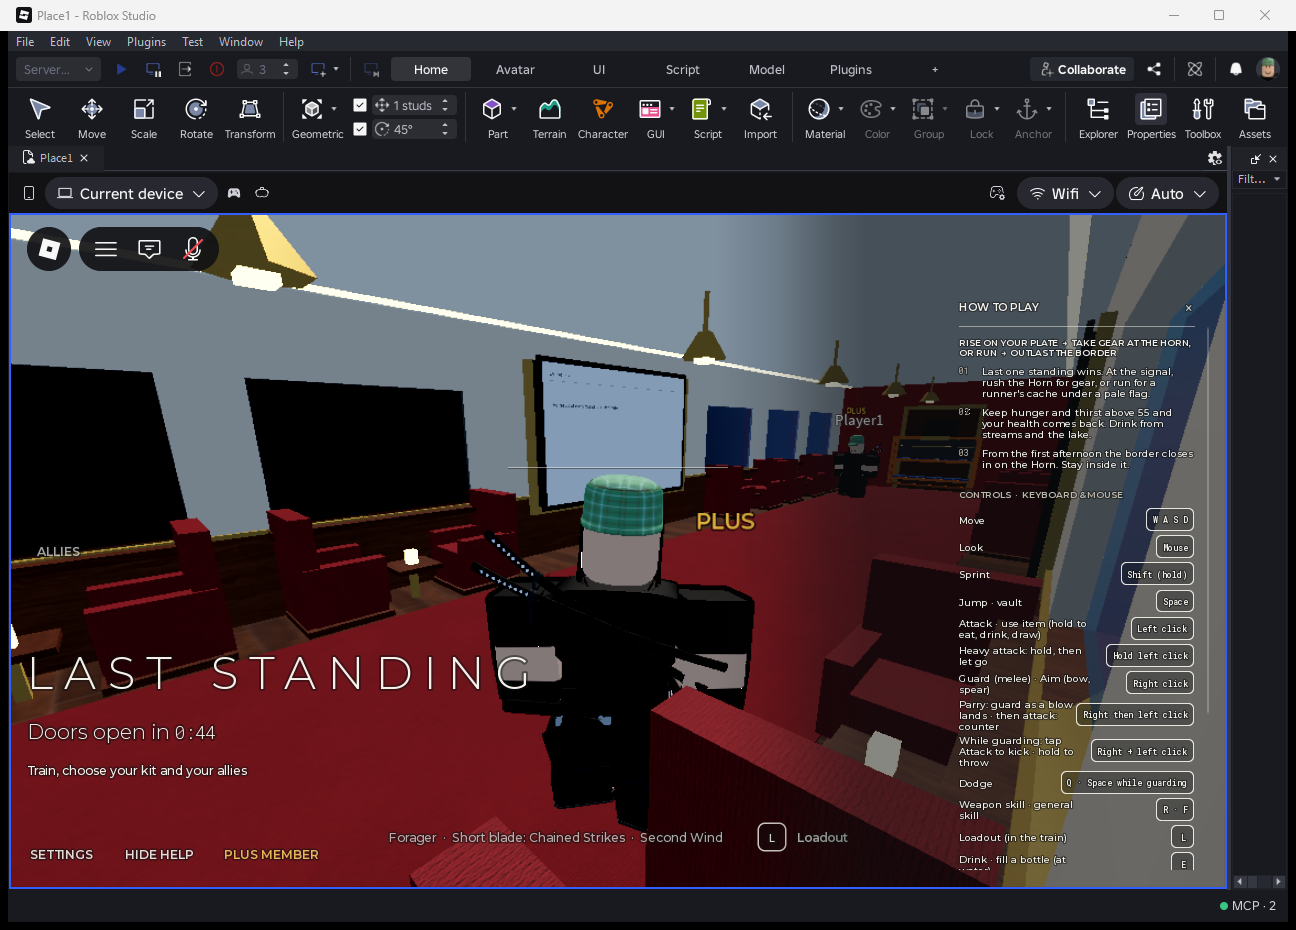 Place1 - Roblox Studio
File Edit View Plugins Test Window Help
Server... 3 Home Avatar UI Script Model Plugins + Collaborate
1 studs
45°
Select Move Scale Rotate Transform Geometric Part Terrain Character GUI Script Import Material Color Group Lock Anchor Explorer Properties Toolbox Assets
Place1
Filt...
Current device Wifi Auto
HOW TO PLAY ×
RISE ON YOUR PLATE → TAKE GEAR AT THE HORN,
OR RUN → OUTLAST THE BORDER
01 Last one standing wins. At the signal,
rush the Horn for gear, or run for a
runner's cache under a pale flag.
02 Keep hunger and thirst above 55 and
your health comes back. Drink from
streams and the lake.
03 From the first afternoon the border closes
in on the Horn. Stay inside it.
CONTROLS · KEYBOARD & MOUSE
Move W A S D
Look Mouse
Sprint Shift (hold)
Jump · vault Space
Attack · use item (hold to
eat, drink, draw) Left click
Heavy attack: hold, then
let go Hold left click
Guard (melee) · Aim (bow,
spear) Right click
Parry: guard as a blow
lands · then attack:
counter Right then left click
While guarding: tap
Attack to kick · hold to
throw Right + left click
Dodge Q · Space while guarding
Weapon skill · general
skill R · F
Loadout (in the train) L
Drink · fill a bottle (at
water) E
PLUS
Player1
PLUS
ALLIES
LAST STANDING
Doors open in 0:44
Train, choose your kit and your allies
Forager · Short blade: Chained Strikes · Second Wind L Loadout
SETTINGS HIDE HELP PLUS MEMBER
MCP · 2